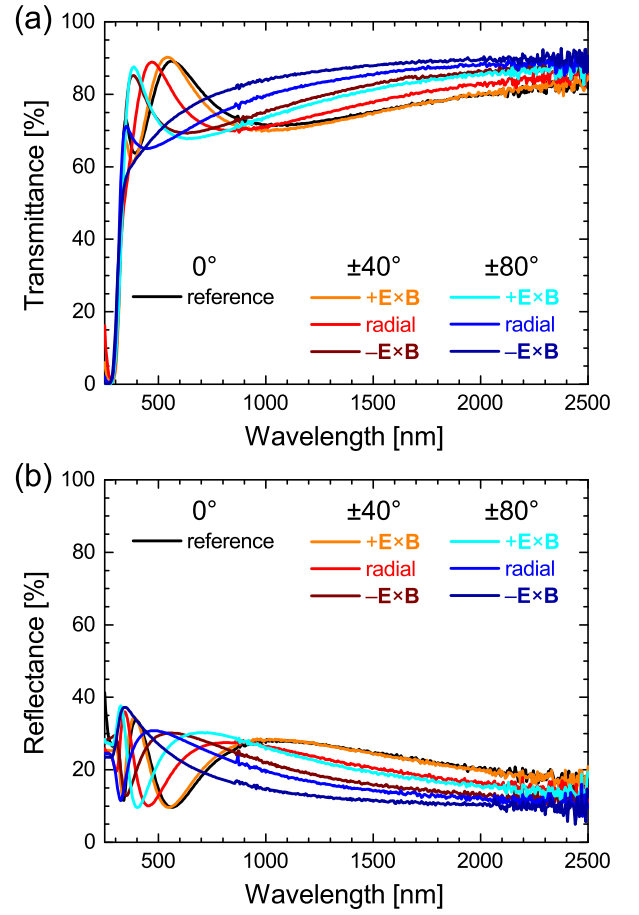 (a)
100
80
60
40
20
0
Transmittance [%]
0° ±40° ±80°
reference +E×B +E×B
radial radial
–E×B –E×B
500 1000 1500 2000 2500
Wavelength [nm]
(b)
100
80
60
40
20
0
Reflectance [%]
0° ±40° ±80°
reference +E×B +E×B
radial radial
–E×B –E×B
500 1000 1500 2000 2500
Wavelength [nm]